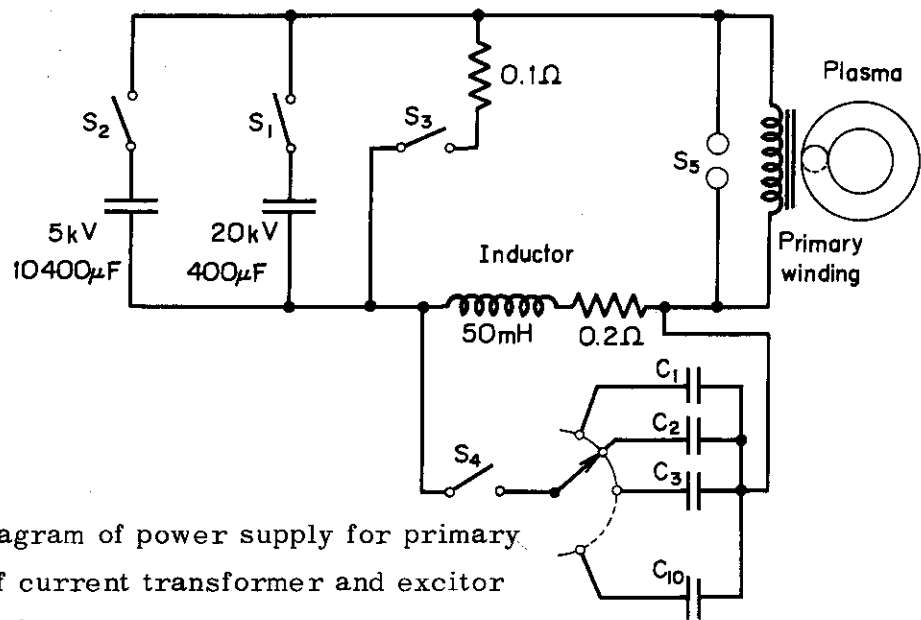 0.1Ω
Plasma
S₂
S₁
S₃
S₅
5kV
10400μF
20kV
400μF
Inductor
Primary
winding
50mH
0.2Ω
C₁
C₂
S₄
C₃
C₁₀
agram of power supply for primary
f current transformer and excitor